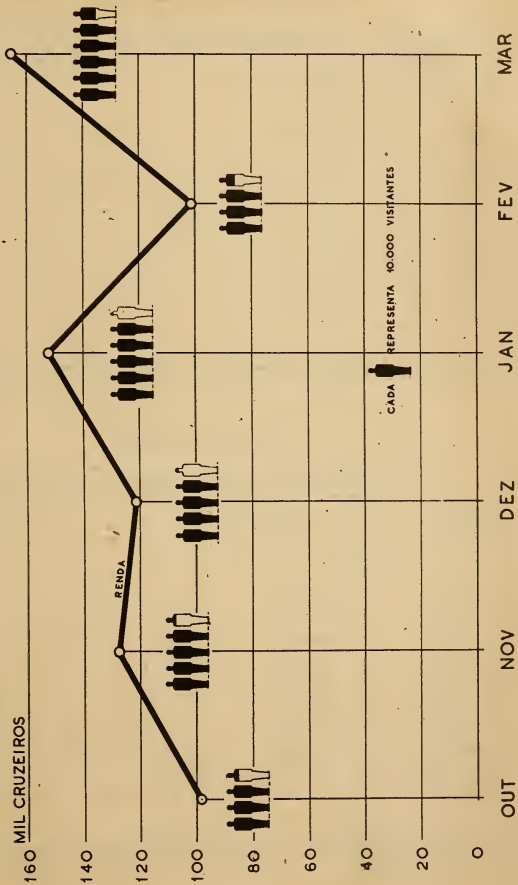 MIL CRUZEIROS
160
140
120
100
80
60
40
20
0
RENDA
CADA REPRESENTA 10.000 VISITANTES
OUT NOV DEZ JAN FEV MAR